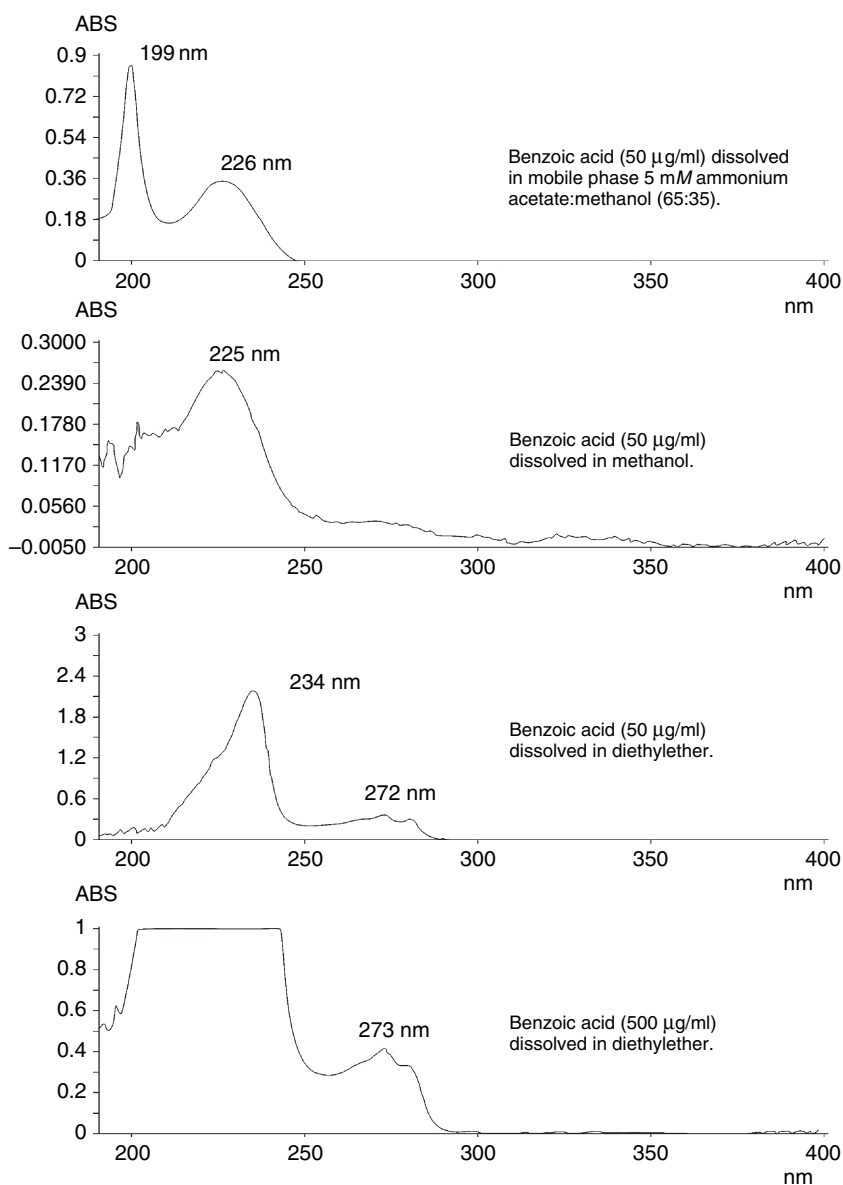 ABS
0.9
0.72
0.54
0.36
0.18
0
199 nm
226 nm
Benzoic acid (50 μg/ml) dissolved
in mobile phase 5 mM ammonium
acetate:methanol (65:35).
200 250 300 350 400
nm
ABS
0.3000
0.2390
0.1780
0.1170
0.0560
−0.0050
225 nm
Benzoic acid (50 μg/ml)
dissolved in methanol.
200 250 300 350 400
nm
ABS
3
2.4
1.8
1.2
0.6
0
234 nm
272 nm
Benzoic acid (50 μg/ml)
dissolved in diethylether.
200 250 300 350 400
nm
ABS
1
0.8
0.6
0.4
0.2
0
273 nm
Benzoic acid (500 μg/ml)
dissolved in diethylether.
200 250 300 350 400
nm